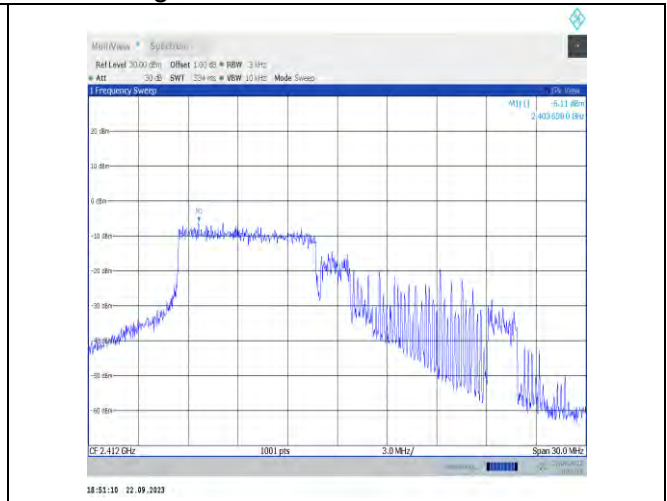 MultiView Spectrum
Ref Level 30.00 dBm Offset 1.00 dB RBW 3 kHz
Att 30 dB SWT 334 ms VBW 10 kHz Mode Sweep
1 Frequency Sweep
M1[1] -6.11 dBm
M1
20 dBm
10 dBm
0 dBm
-10 dBm
-20 dBm
-30 dBm
-40 dBm
-50 dBm
-60 dBm
CF 2.412 GHz 1001 pts 3.0 MHz/ Span 30.0 MHz
18:51:10 22.09.2023